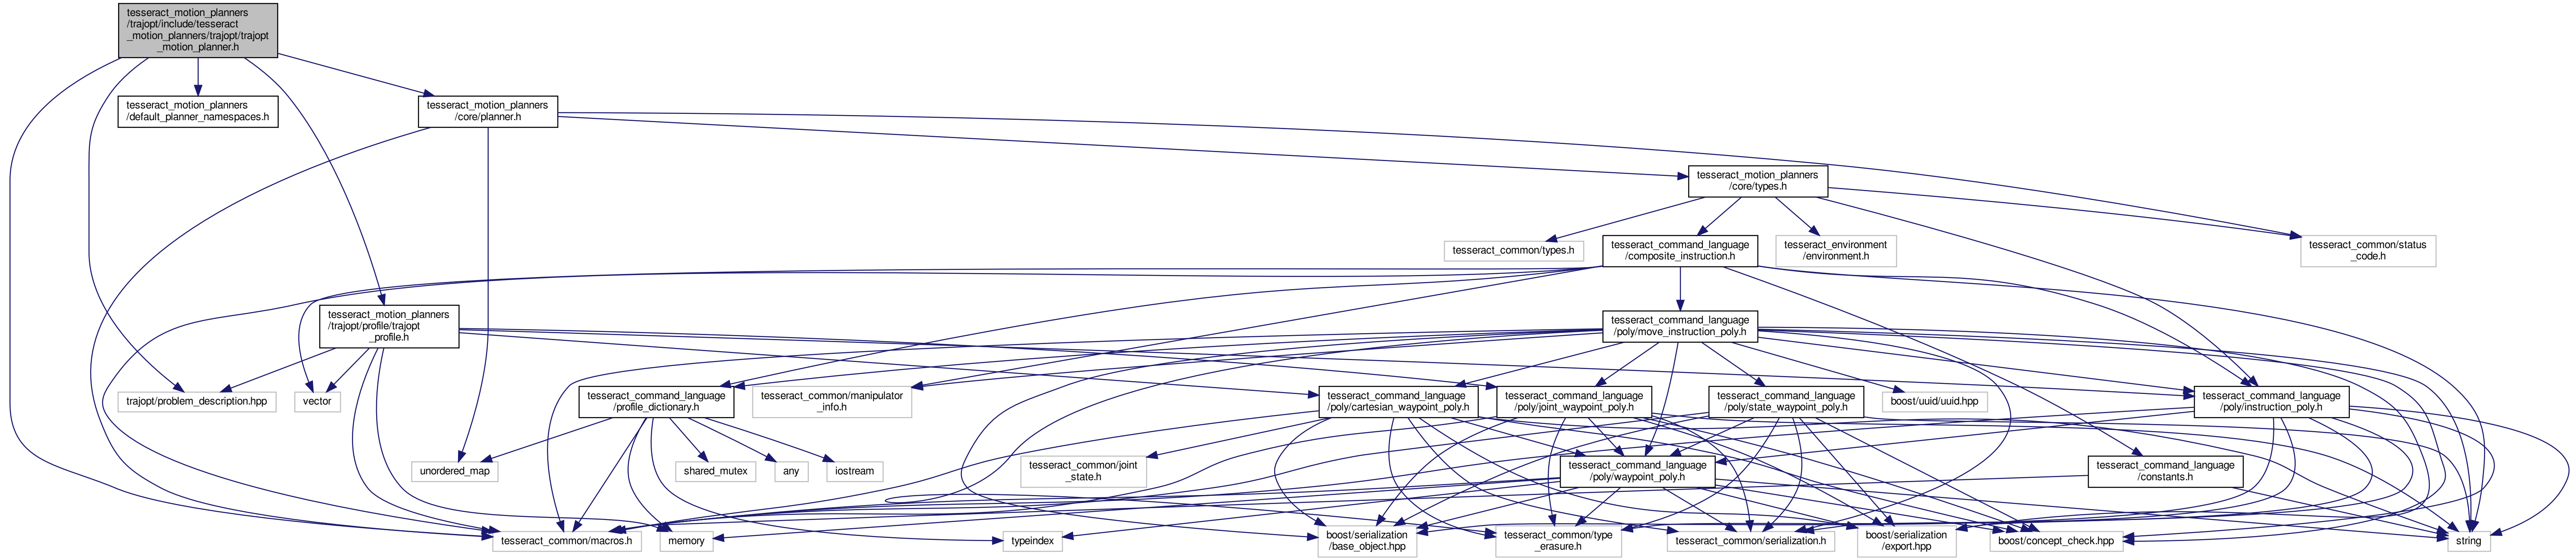 tesseract_motion_planners
/trajopt/include/tesseract
_motion_planners/trajopt/trajopt
_motion_planner.h
tesseract_motion_planners
/default_planner_namespaces.h
tesseract_motion_planners
/core/planner.h
tesseract_motion_planners
/core/types.h
tesseract_common/types.h
tesseract_command_language
/composite_instruction.h
tesseract_environment
/environment.h
tesseract_common/status
_code.h
tesseract_motion_planners
/trajopt/profile/trajopt
_profile.h
tesseract_command_language
/poly/move_instruction_poly.h
trajopt/problem_description.hpp
vector
tesseract_command_language
/profile_dictionary.h
tesseract_common/manipulator
_info.h
tesseract_command_language
/poly/cartesian_waypoint_poly.h
tesseract_command_language
/poly/joint_waypoint_poly.h
tesseract_command_language
/poly/state_waypoint_poly.h
boost/uuid/uuid.hpp
tesseract_command_language
/poly/instruction_poly.h
unordered_map
shared_mutex
any
iostream
tesseract_common/joint
_state.h
tesseract_command_language
/poly/waypoint_poly.h
tesseract_command_language
/constants.h
tesseract_common/macros.h
memory
typeindex
boost/serialization
/base_object.hpp
tesseract_common/type
_erasure.h
tesseract_common/serialization.h
boost/serialization
/export.hpp
boost/concept_check.hpp
string